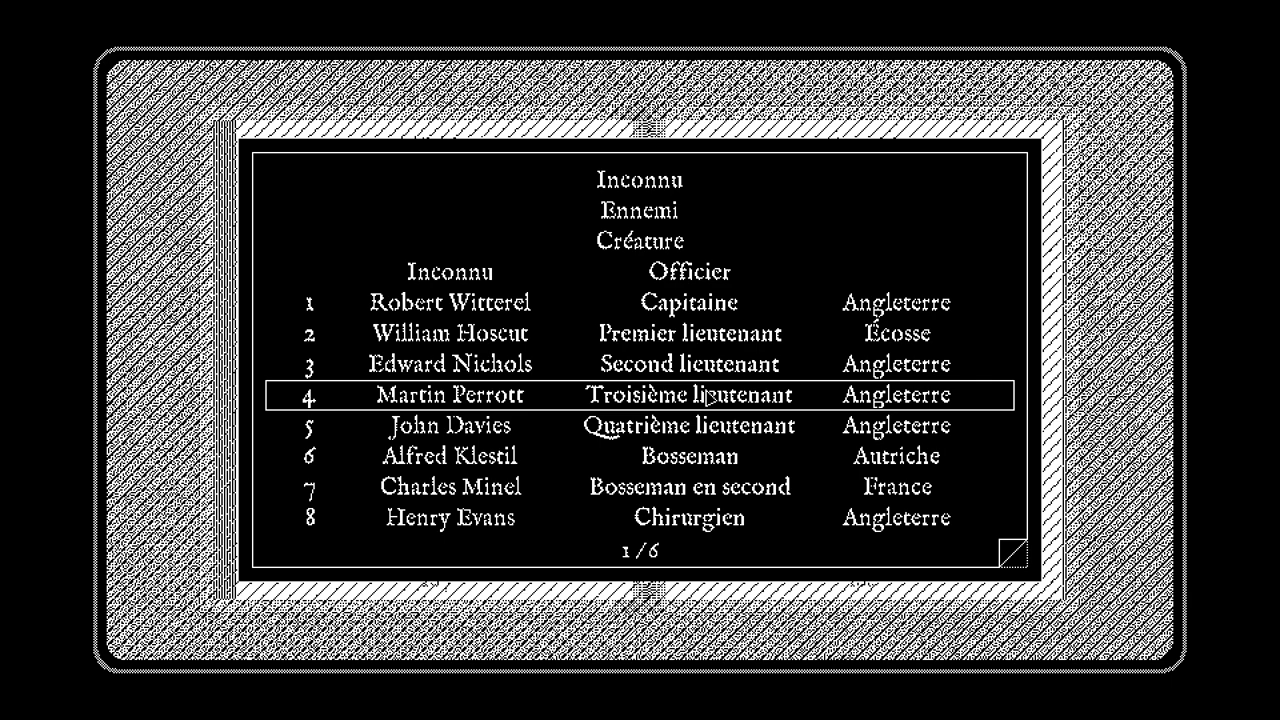 Inconnu
Ennemi
Créature
Inconnu Officier
1 Robert Witterel Capitaine Angleterre
2 William Hoscut Premier lieutenant Écosse
3 Edward Nichols Second lieutenant Angleterre
4 Martin Perrott Troisième lieutenant Angleterre
5 John Davies Quatrième lieutenant Angleterre
6 Alfred Klestil Bosseman Autriche
7 Charles Minel Bosseman en second France
8 Henry Evans Chirurgien Angleterre
1 / 6